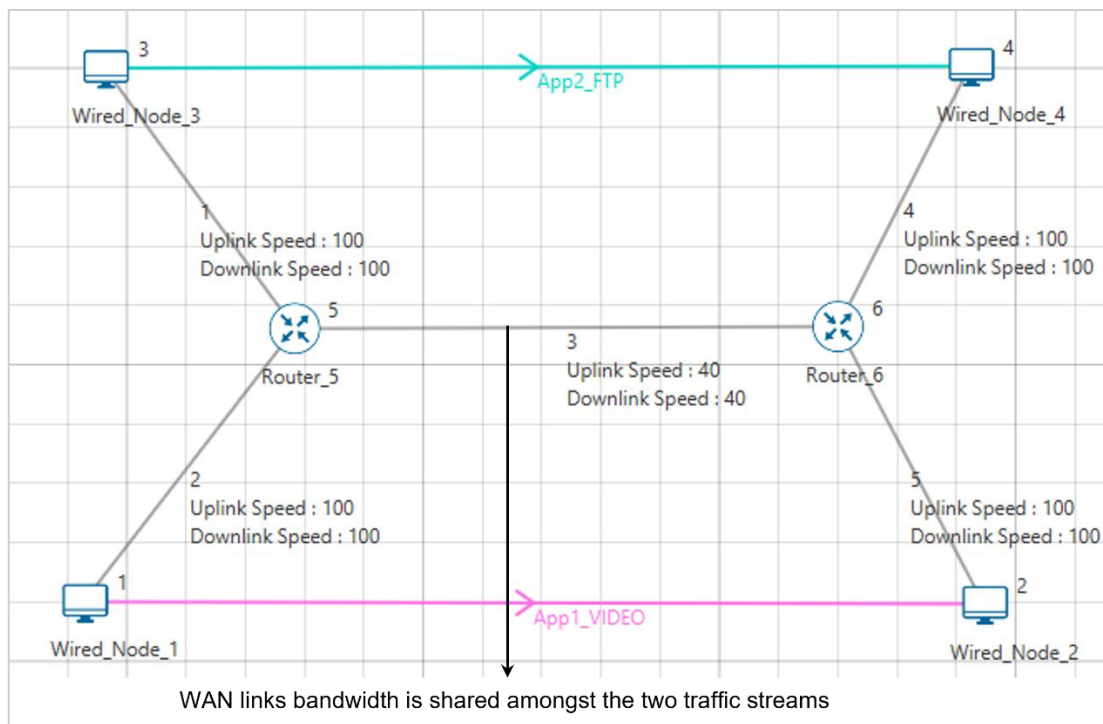 3
4
App2_FTP
Wired_Node_3
Wired_Node_4
1
Uplink Speed : 100
Downlink Speed : 100
4
Uplink Speed : 100
Downlink Speed : 100
5
6
Router_5
3
Uplink Speed : 40
Downlink Speed : 40
Router_6
2
Uplink Speed : 100
Downlink Speed : 100
5
Uplink Speed : 100
Downlink Speed : 100
1
2
App1_VIDEO
Wired_Node_1
Wired_Node_2
WAN links bandwidth is shared amongst the two traffic streams